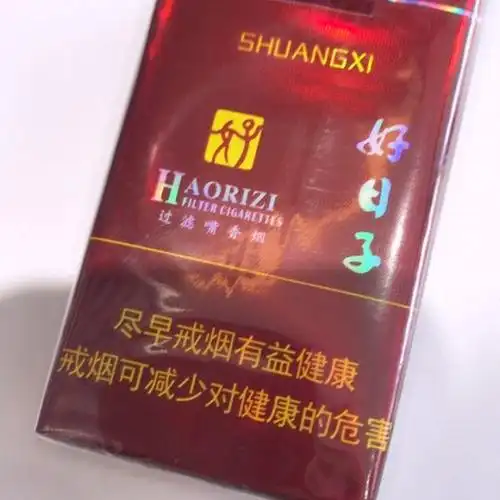 SHUANGXI
好日子
HAORIZI
FILTER CIGARETTES
过滤嘴香烟
尽早戒烟有益健康
戒烟可减少对健康的危害